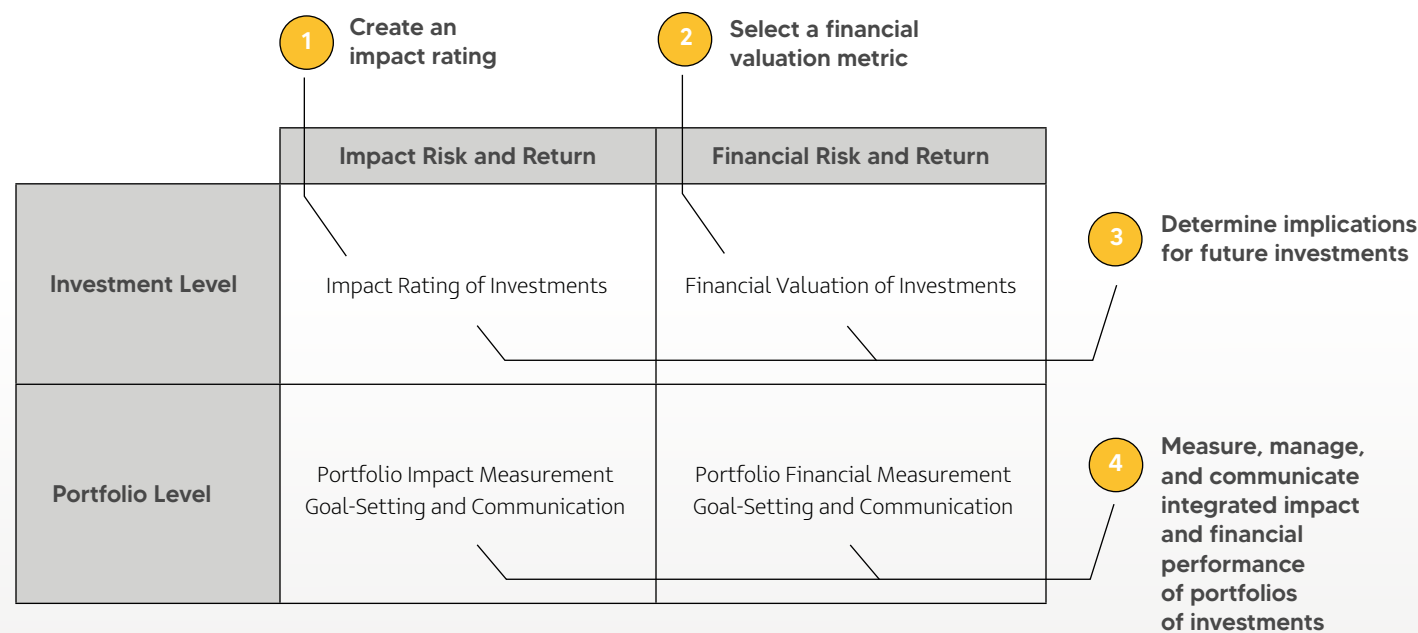 1
Create an
impact rating
2
Select a financial
valuation metric
Impact Risk and Return
Financial Risk and Return
Investment Level
Impact Rating of Investments
Financial Valuation of Investments
3
Determine implications
for future investments
Portfolio Level
Portfolio Impact Measurement
Goal-Setting and Communication
Portfolio Financial Measurement
Goal-Setting and Communication
4
Measure, manage,
and communicate
integrated impact
and financial
performance
of portfolios
of investments